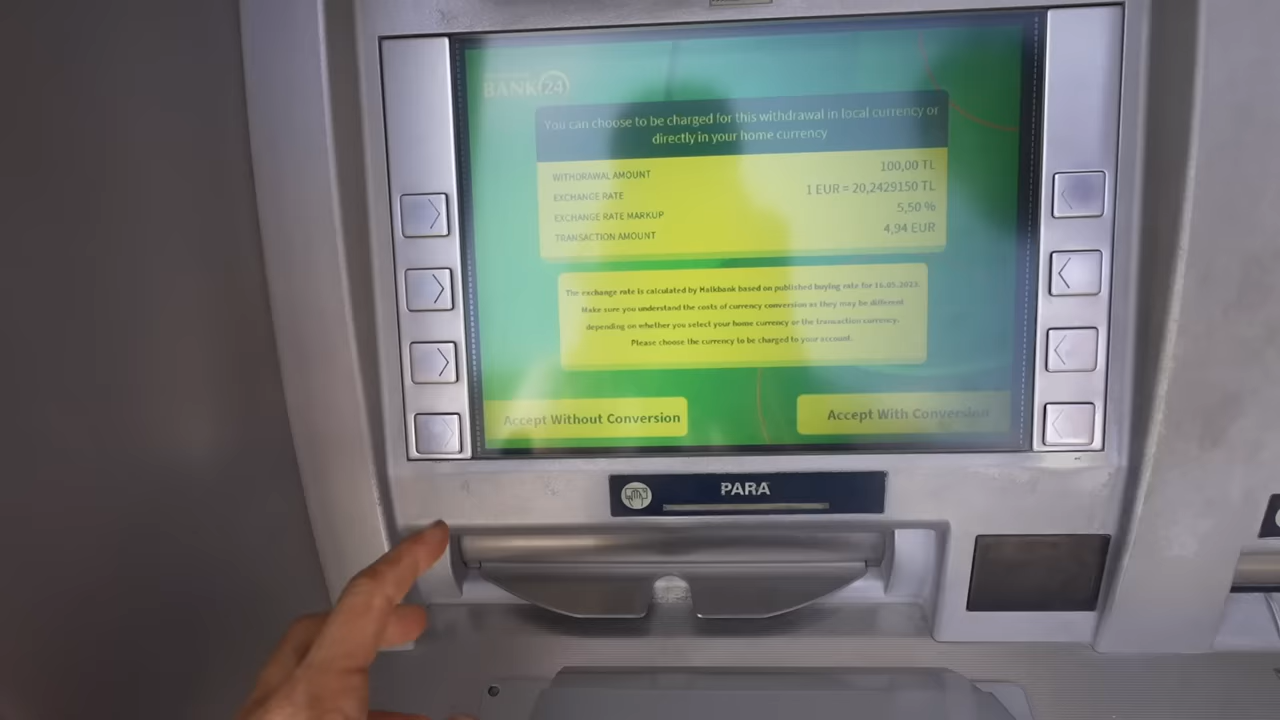 BANK 24
You can choose to be charged for this withdrawal in local currency or
directly in your home currency
WITHDRAWAL AMOUNT 100,00 TL
EXCHANGE RATE 1 EUR = 20,2429150 TL
EXCHANGE RATE MARKUP 5,50 %
TRANSACTION AMOUNT 4,94 EUR
The exchange rate is calculated by Halkbank based on published buying rate for 16.05.2023.
Make sure you understand the costs of currency conversion as they may be different
depending on whether you select your home currency or the transaction currency.
Please choose the currency to be charged to your account.
Accept Without Conversion
Accept With Conversion
PARA